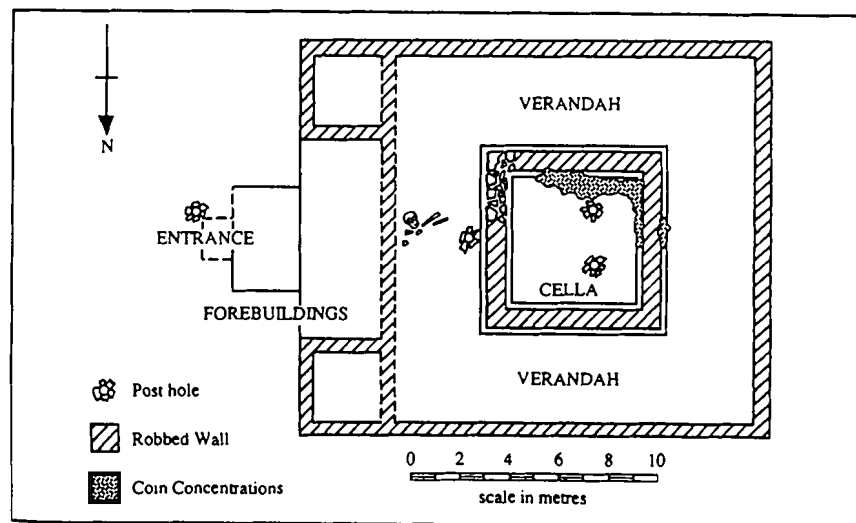 N
VERANDAH
ENTRANCE
CELLA
FOREBUILDINGS
VERANDAH
Post hole
Robbed Wall
Coin Concentrations
0 2 4 6 8 10
scale in metres